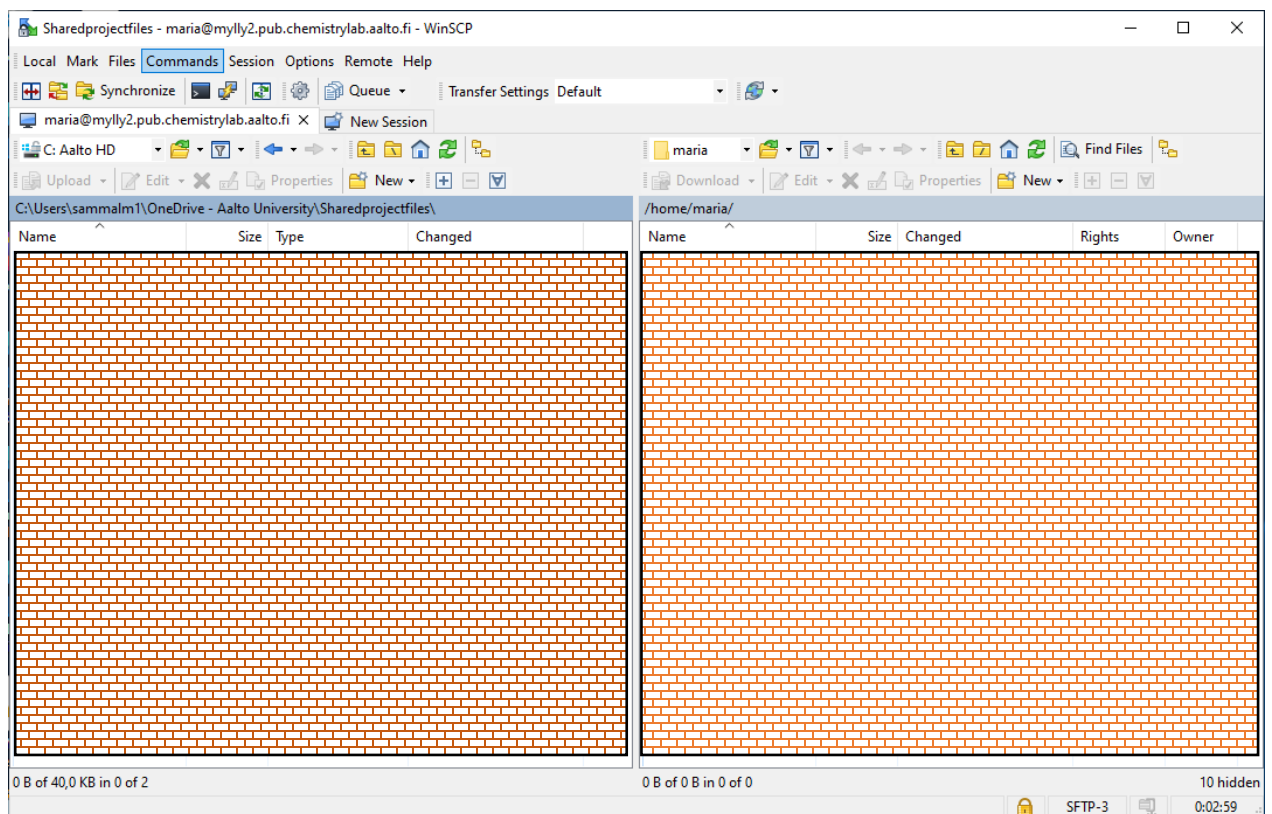 Sharedprojectfiles - maria@mylly2.pub.chemistrylab.aalto.fi - WinSCP
Local Mark Files Commands Session Options Remote Help
Synchronize Queue Transfer Settings Default
maria@mylly2.pub.chemistrylab.aalto.fi New Session
C: Aalto HD
Upload Edit Properties New
C:\Users\sammalm1\OneDrive - Aalto University\Sharedprojectfiles\
Name Size Type Changed
0 B of 40,0 KB in 0 of 2
maria Find Files
Download Edit Properties New
/home/maria/
Name Size Changed Rights Owner
0 B of 0 B in 0 of 0 10 hidden
SFTP-3 0:02:59